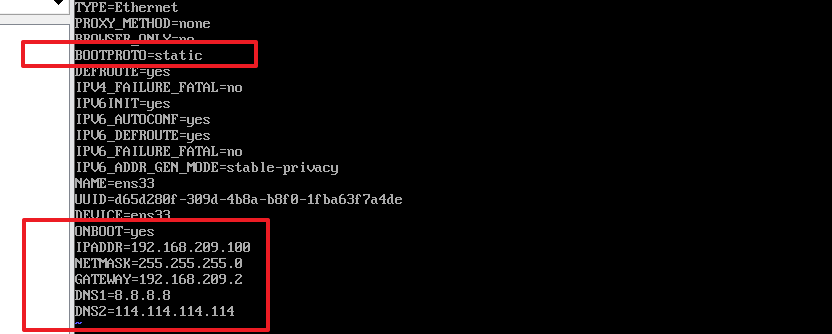 TYPE=Ethernet
PROXY_METHOD=none
BROWSER_ONLY=no
BOOTPROTO=static
DEFROUTE=yes
IPV4_FAILURE_FATAL=no
IPV6INIT=yes
IPV6_AUTOCONF=yes
IPV6_DEFROUTE=yes
IPV6_FAILURE_FATAL=no
IPV6_ADDR_GEN_MODE=stable-privacy
NAME=ens33
UUID=d65d280f-309d-4b8a-b8f0-1fba63f7a4de
DEVICE=ens33
ONBOOT=yes
IPADDR=192.168.209.100
NETMASK=255.255.255.0
GATEWAY=192.168.209.2
DNS1=8.8.8.8
DNS2=114.114.114.114
~